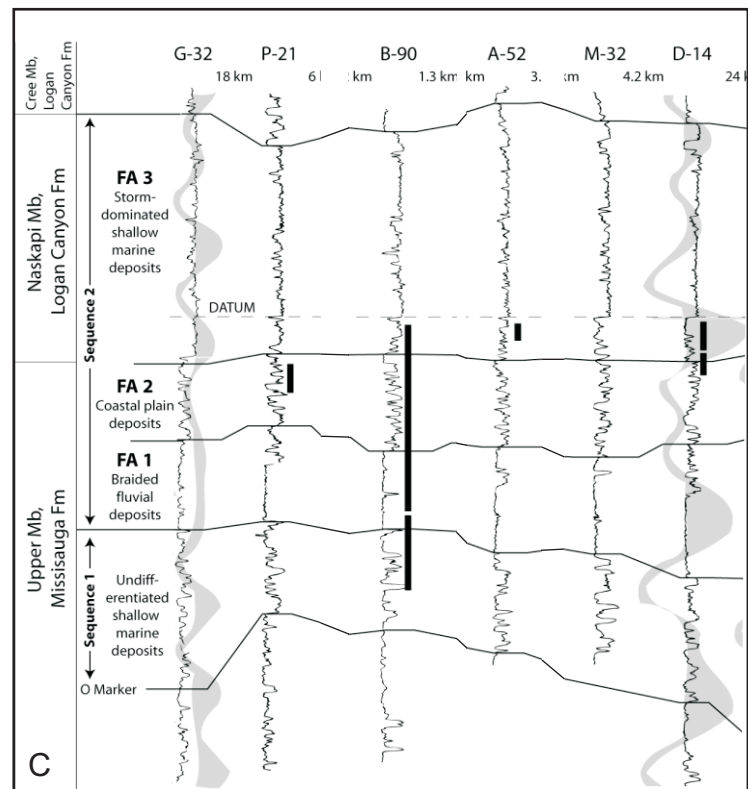 Cree Mb,
Logan
Canyon Fm
Naskapi Mb,
Logan Canyon Fm
Upper Mb,
Missisauga Fm
G-32
P-21
B-90
A-52
M-32
D-14
18 km
6
km
1.3
km
3.
km
4.2 km
24
FA 3
Storm-
dominated
shallow
marine
deposits
Sequence 2
DATUM
FA 2
Coastal plain
deposits
FA 1
Braided
fluvial
deposits
Sequence 1
Undiff-
erentiated
shallow
marine
deposits
O Marker
C